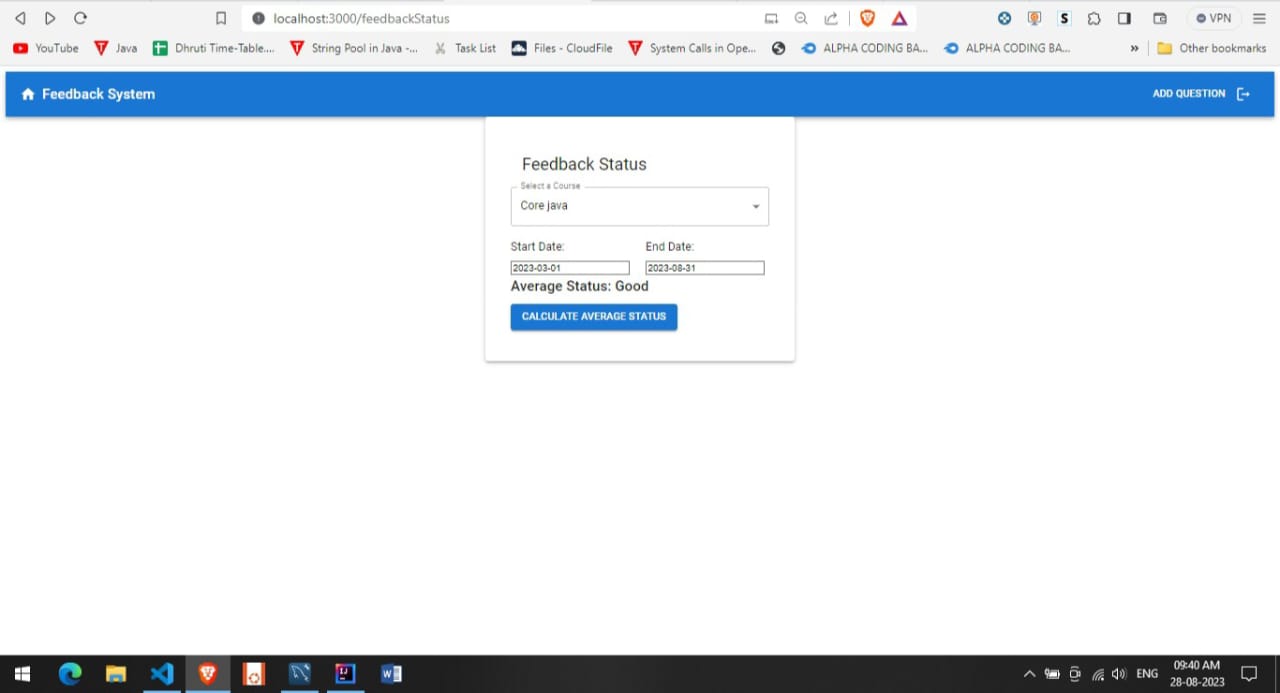 localhost:3000/feedbackStatus
S
VPN
YouTube Java Dhruti Time-Table.... String Pool in Java -... Task List Files - CloudFile System Calls in Ope... ALPHA CODING BA... ALPHA CODING BA... » Other bookmarks
Feedback System ADD QUESTION
Feedback Status
Select a Course
Core java
Start Date: End Date:
2023-03-01 2023-08-31
Average Status: Good
CALCULATE AVERAGE STATUS
ENG
09:40 AM
28-08-2023